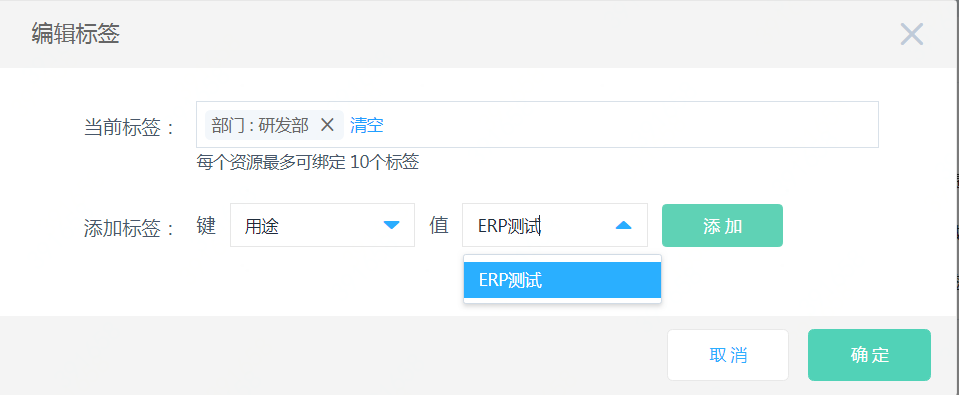 编辑标签
当前标签： 部门：研发部 清空
每个资源最多可绑定 10个标签
添加标签： 键 用途 值 ERP测试 添加
ERP测试
取消 确定